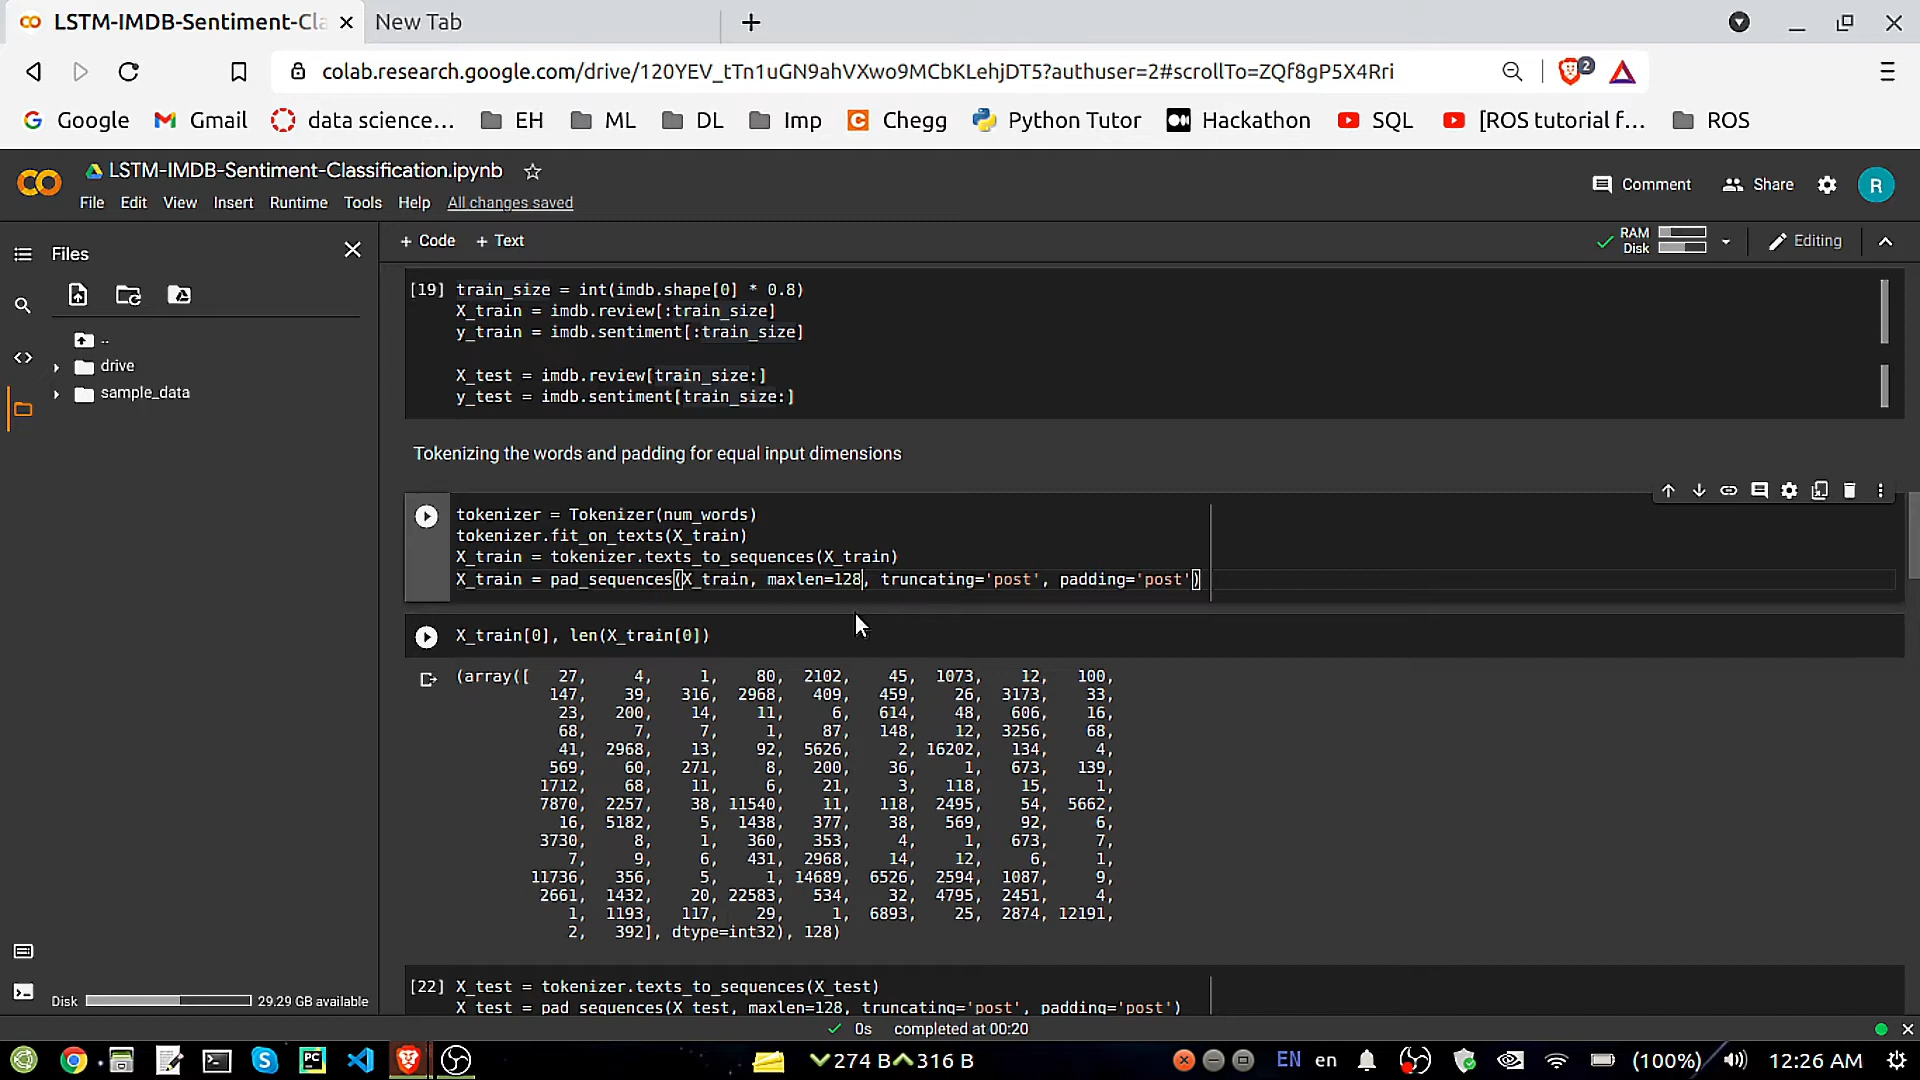 LSTM-IMDB-Sentiment-Cla
New Tab
colab.research.google.com/drive/120YEV_tTn1uGN9ahVXwo9MCbKLehjDT5?authuser=2#scrollTo=ZQf8gP5X4Rri
2
Google Gmail data science... EH ML DL Imp Chegg Python Tutor Hackathon SQL [ROS tutorial f... ROS
LSTM-IMDB-Sentiment-Classification.ipynb
Comment Share R
File Edit View Insert Runtime Tools Help All changes saved
Files
+ Code + Text
RAM
Disk
Editing
..
drive
sample_data
[19] train_size = int(imdb.shape[0] * 0.8)
X_train = imdb.review[:train_size]
y_train = imdb.sentiment[:train_size]
X_test = imdb.review[train_size:]
y_test = imdb.sentiment[train_size:]
Tokenizing the words and padding for equal input dimensions
tokenizer = Tokenizer(num_words)
tokenizer.fit_on_texts(X_train)
X_train = tokenizer.texts_to_sequences(X_train)
X_train = pad_sequences(X_train, maxlen=128, truncating='post', padding='post')
X_train[0], len(X_train[0])
(array([ 27, 4, 1, 80, 2102, 45, 1073, 12, 100,
147, 39, 316, 2968, 409, 459, 26, 3173, 33,
23, 200, 14, 11, 6, 614, 48, 606, 16,
68, 7, 7, 1, 87, 148, 12, 3256, 68,
41, 2968, 13, 92, 5626, 2, 16202, 134, 4,
569, 60, 271, 8, 200, 36, 1, 673, 139,
1712, 68, 11, 6, 21, 3, 118, 15, 1,
7870, 2257, 38, 11540, 11, 118, 2495, 54, 5662,
16, 5182, 5, 1438, 377, 38, 569, 92, 6,
3730, 8, 1, 360, 353, 4, 1, 673, 7,
7, 9, 6, 431, 2968, 14, 12, 6, 1,
11736, 356, 5, 1, 14689, 6526, 2594, 1087, 9,
2661, 1432, 20, 22583, 534, 32, 4795, 2451, 4,
1, 1193, 117, 29, 1, 6893, 25, 2874, 12191,
2, 392], dtype=int32), 128)
[22] X_test = tokenizer.texts_to_sequences(X_test)
X_test = pad_sequences(X_test, maxlen=128, truncating='post', padding='post')
Disk 29.29 GB available
0s completed at 00:20
274 B 316 B
EN en (100%) 12:26 AM